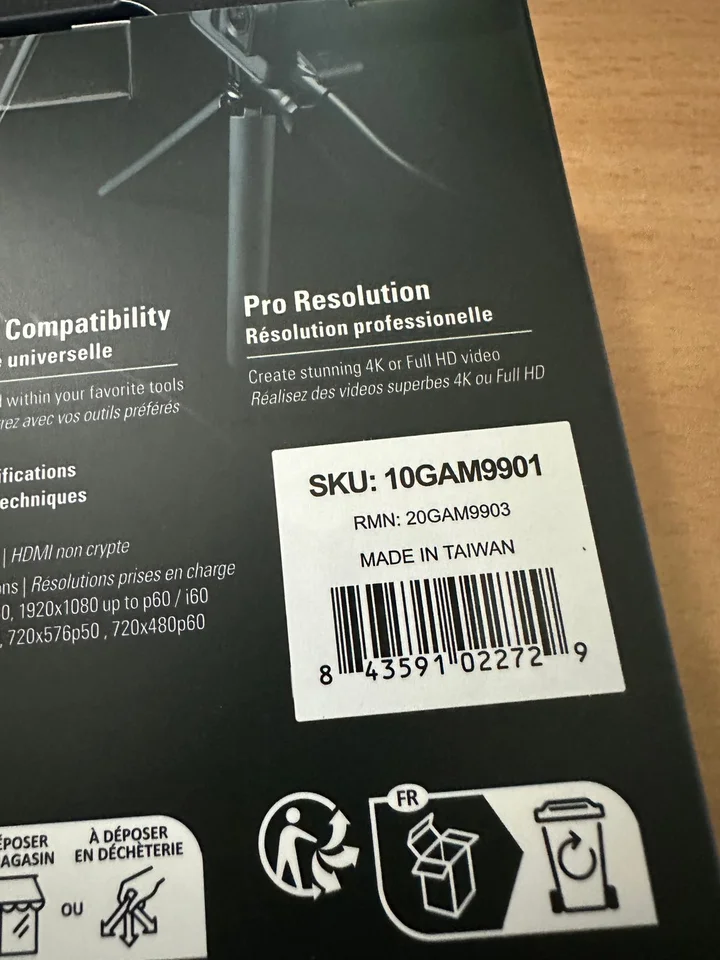 Compatibility
universelle
within your favorite tools
avec vos outils préférés
Pro Resolution
Résolution professionelle
Create stunning 4K or Full HD video
Réalisez des videos superbes 4K ou Full HD
ifications
echniques
| HDMI non crypte
ns | Résolutions prises en charge
0, 1920x1080 up to p60 / i60
, 720x576p50 , 720x480p60
SKU: 10GAM9901
RMN: 20GAM9903
MADE IN TAIWAN
8 43591 02272 9
ÉPOSER
AGASIN
OU
À DÉPOSER
EN DÉCHÈTERIE
FR